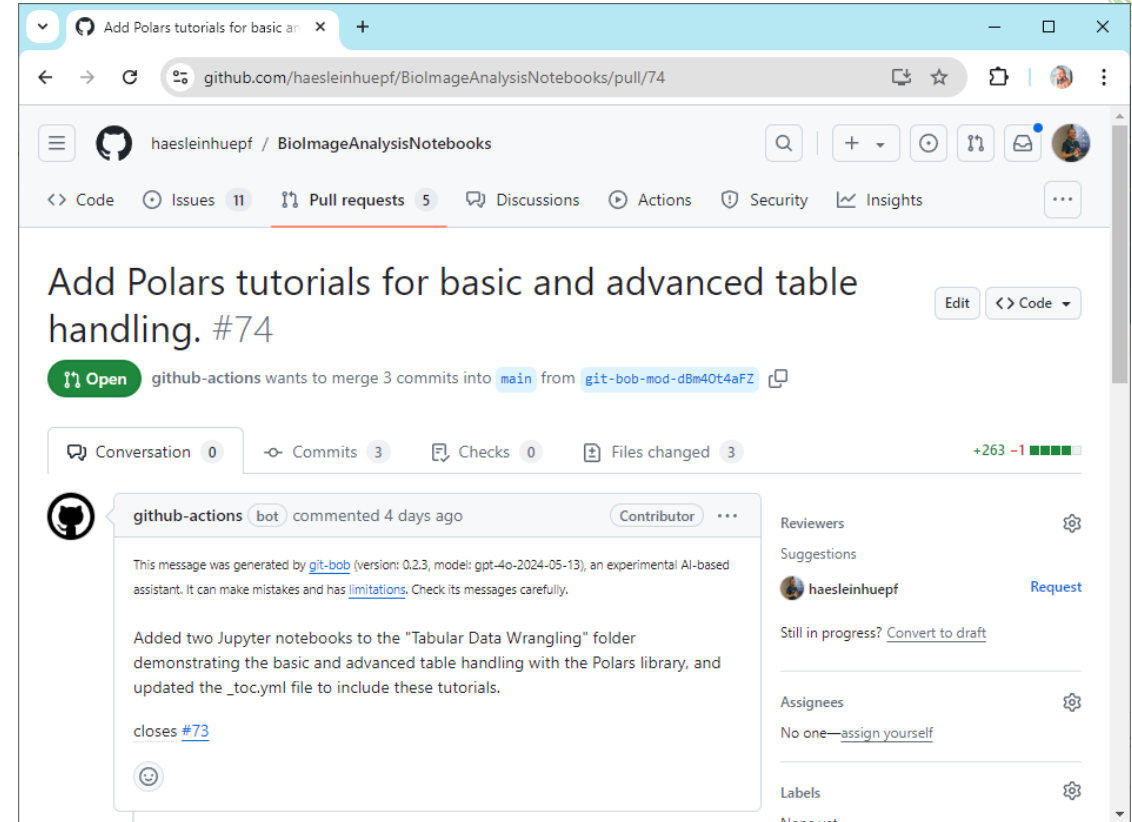 Add Polars tutorials for basic an
github.com/haesleinhuepf/BioImageAnalysisNotebooks/pull/74
haesleinhuepf / BioImageAnalysisNotebooks
<> Code Issues 11 Pull requests 5 Discussions Actions Security Insights
Add Polars tutorials for basic and advanced table
handling. #74
Edit <> Code
Open github-actions wants to merge 3 commits into main from git-bob-mod-dBm4Ot4aFZ
Conversation 0 Commits 3 Checks 0 Files changed 3 +263 −1
github-actions bot commented 4 days ago Contributor
This message was generated by git-bob (version: 0.2.3, model: gpt-4o-2024-05-13), an experimental AI-based
assistant. It can make mistakes and has limitations. Check its messages carefully.
Added two Jupyter notebooks to the "Tabular Data Wrangling" folder
demonstrating the basic and advanced table handling with the Polars library, and
updated the _toc.yml file to include these tutorials.
closes #73
Reviewers
Suggestions
haesleinhuepf Request
Still in progress? Convert to draft
Assignees
No one—assign yourself
Labels
None yet